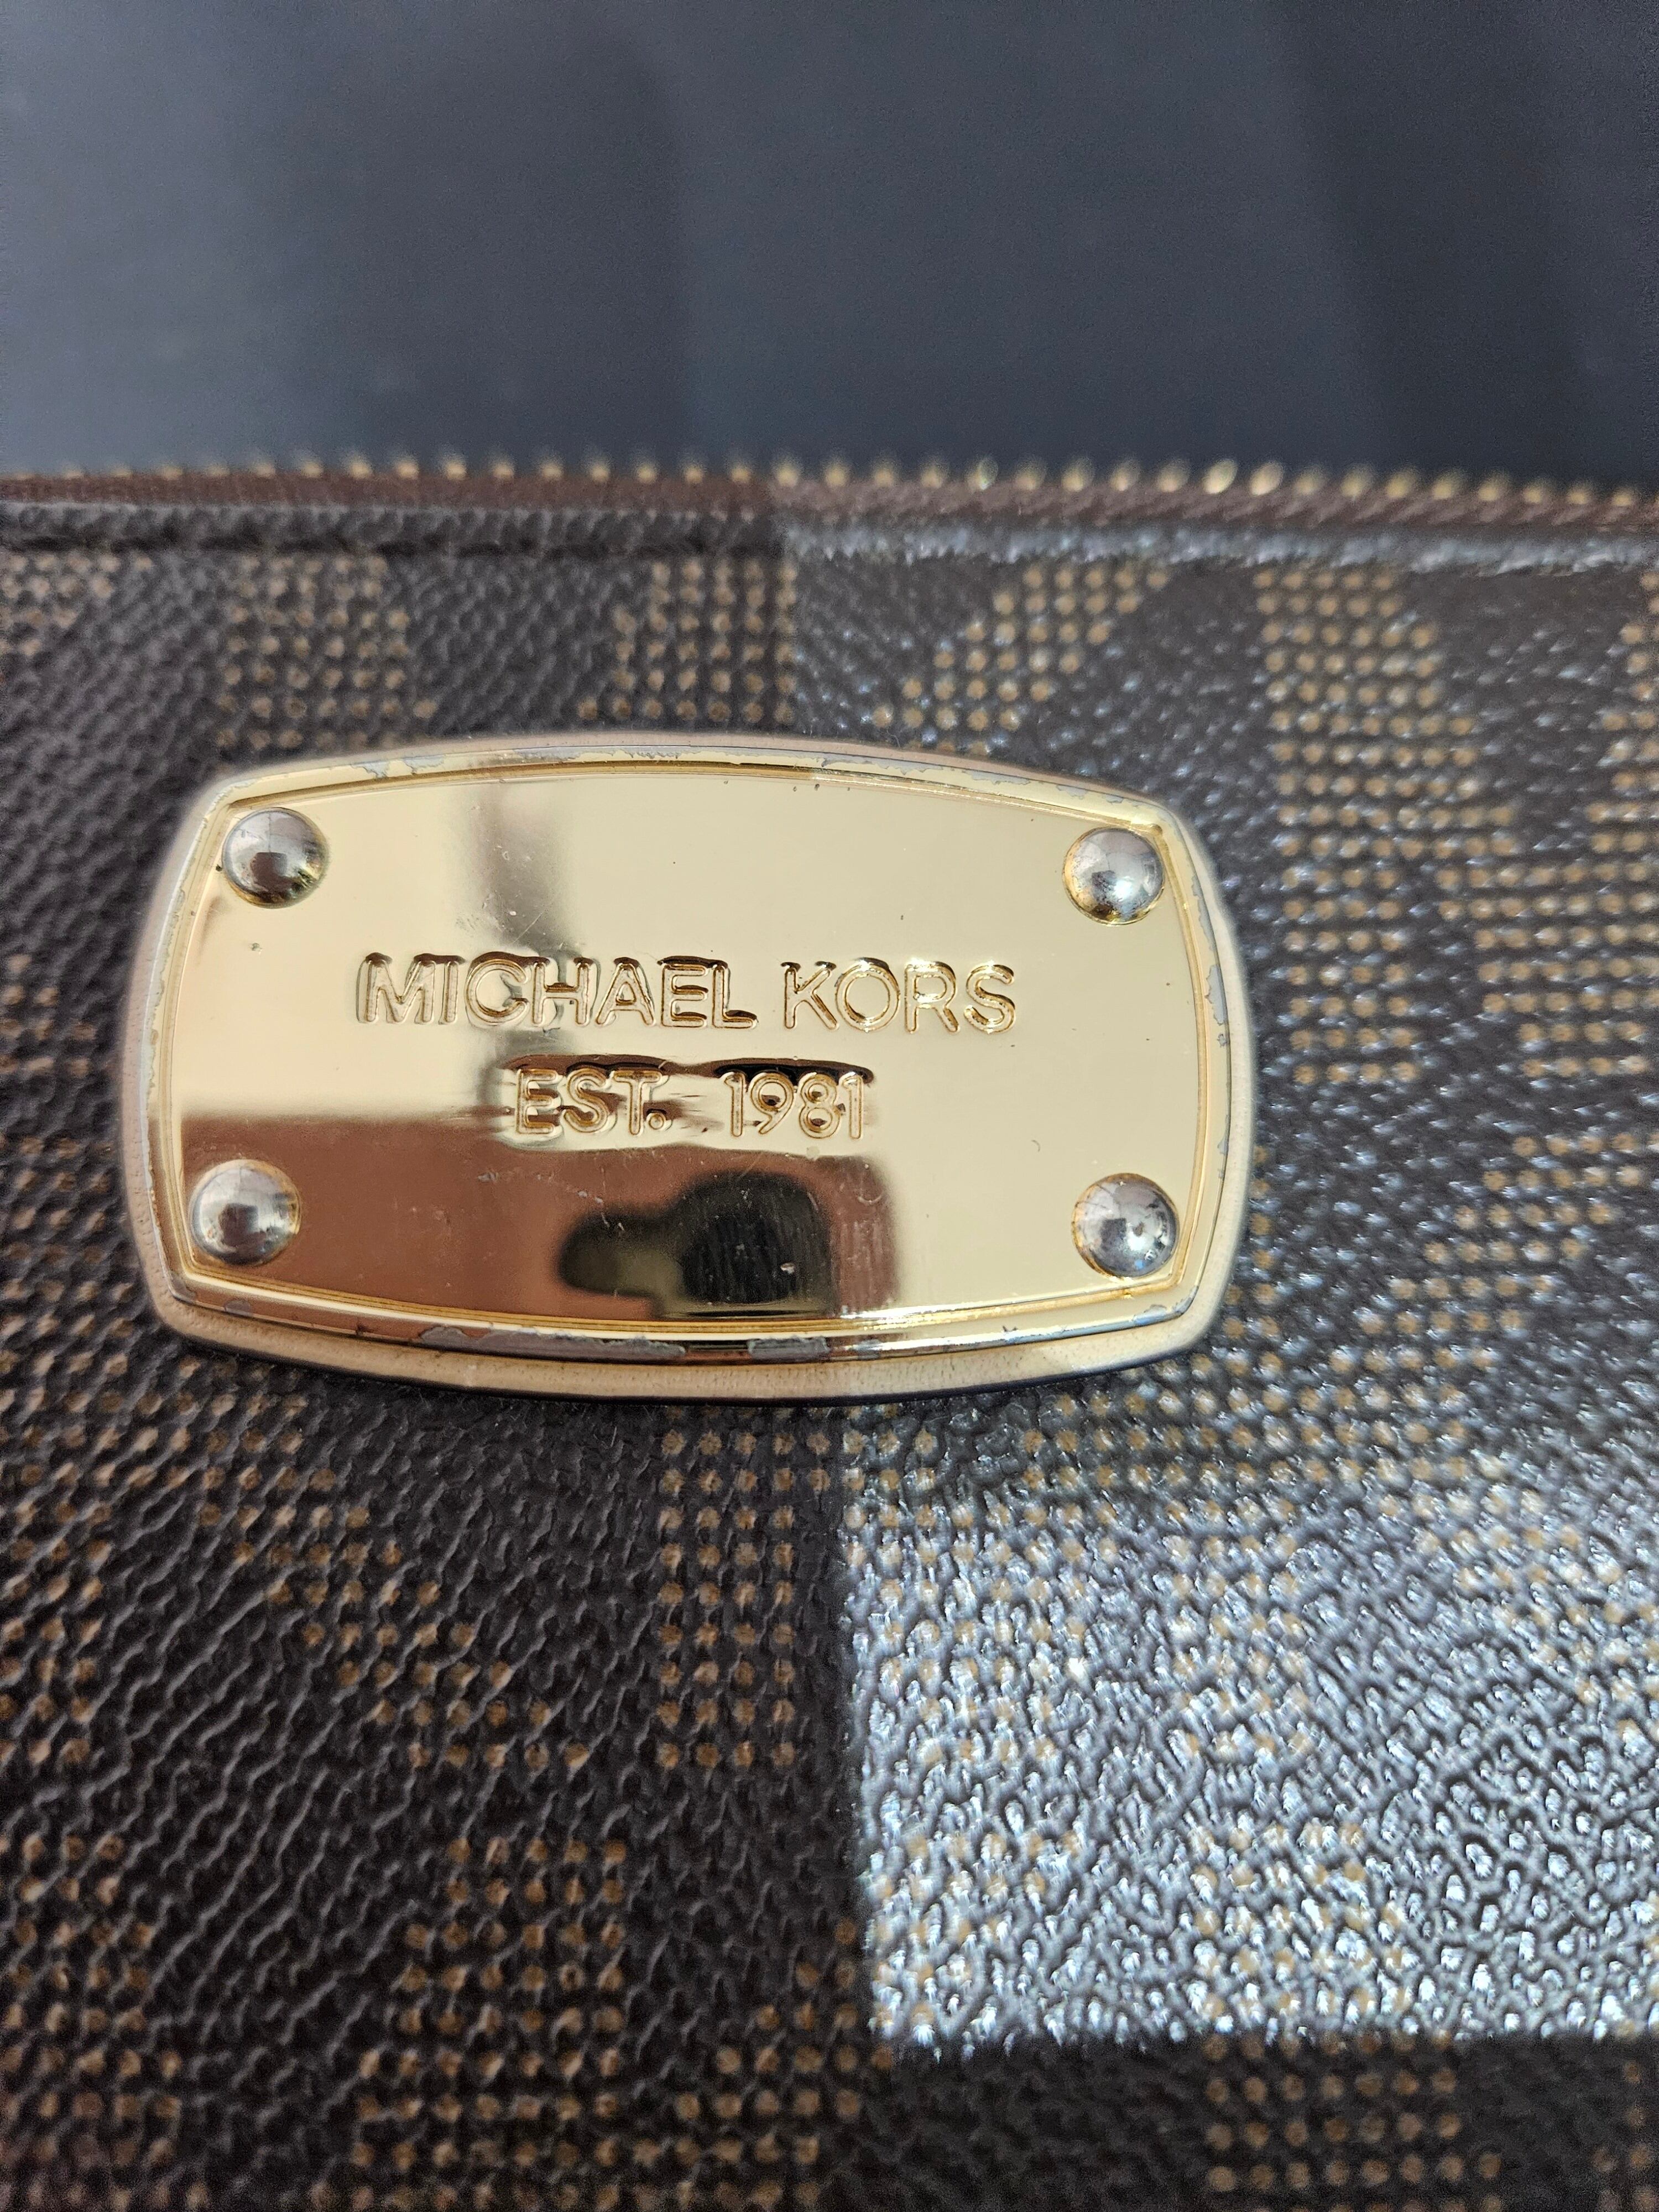 MICHAEL KORS
EST. 1981